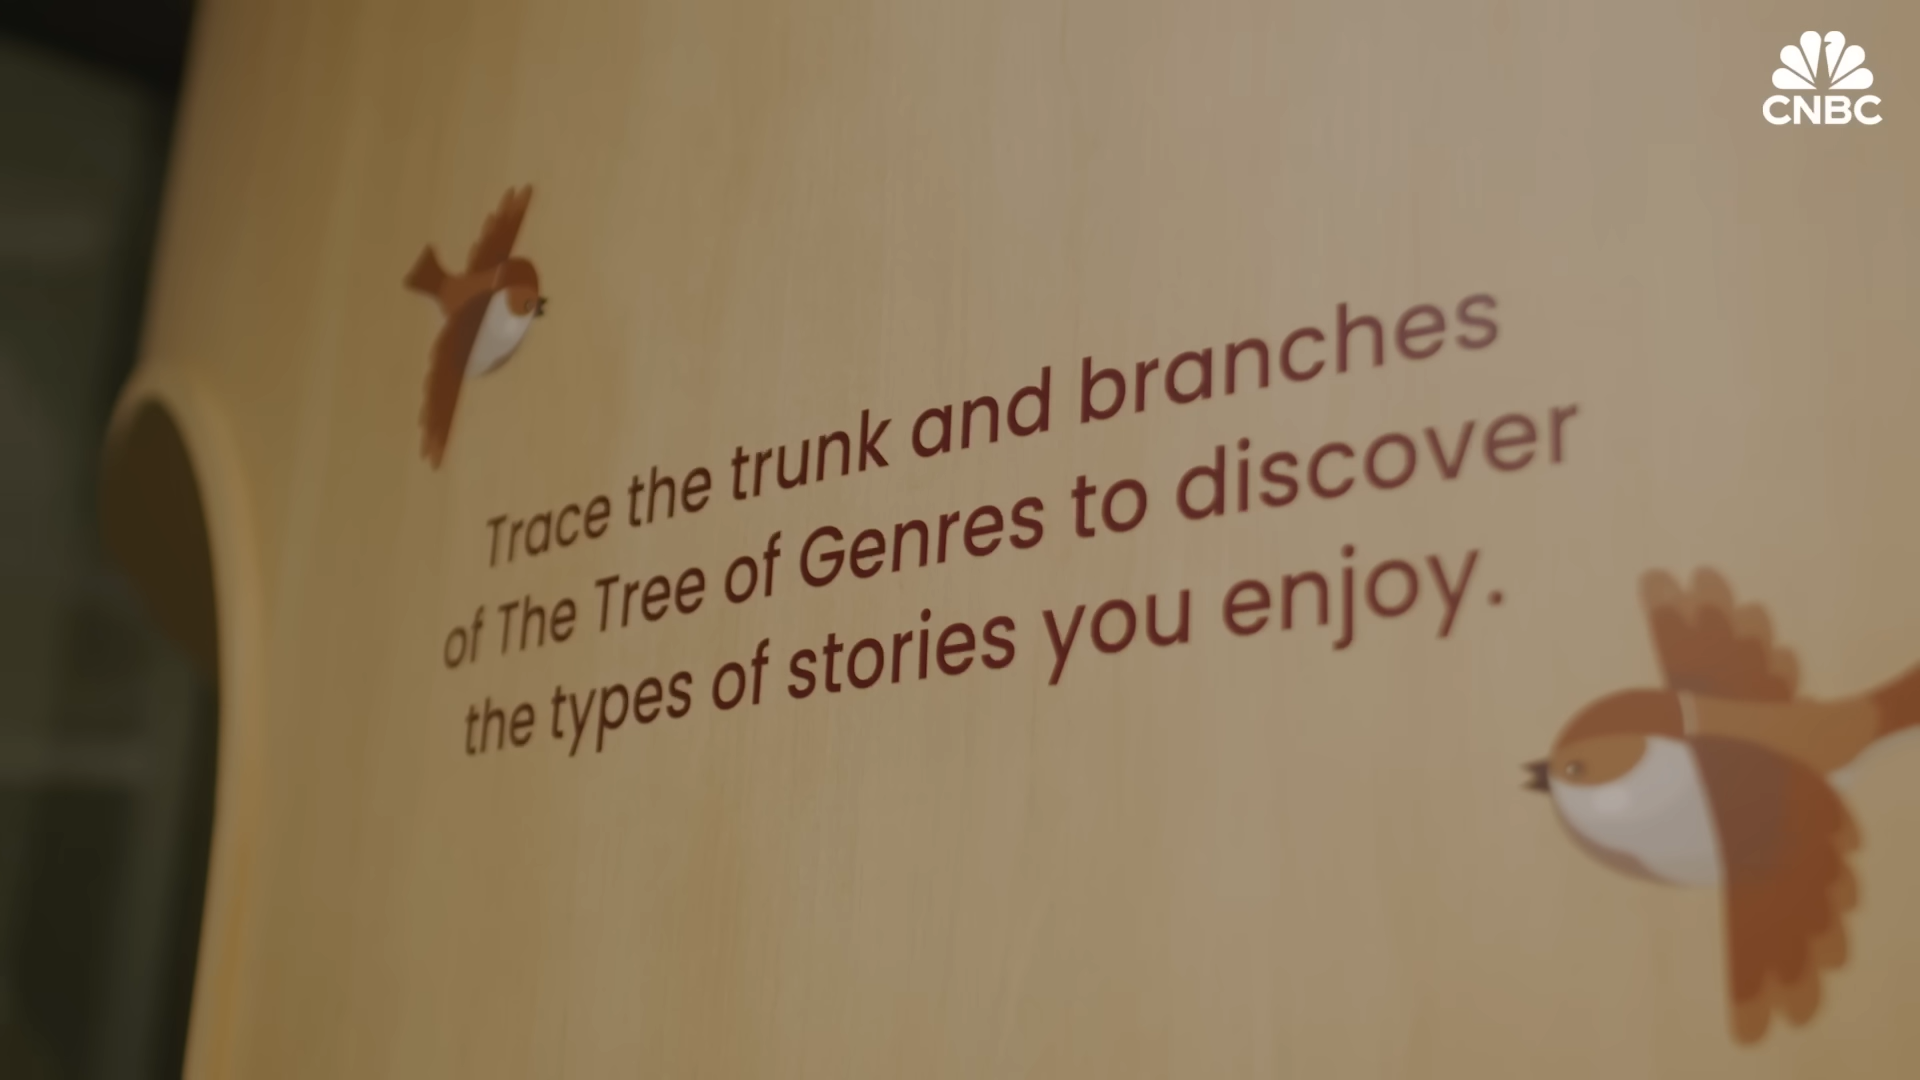 CNBC
Trace the trunk and branches
of The Tree of Genres to discover
the types of stories you enjoy.